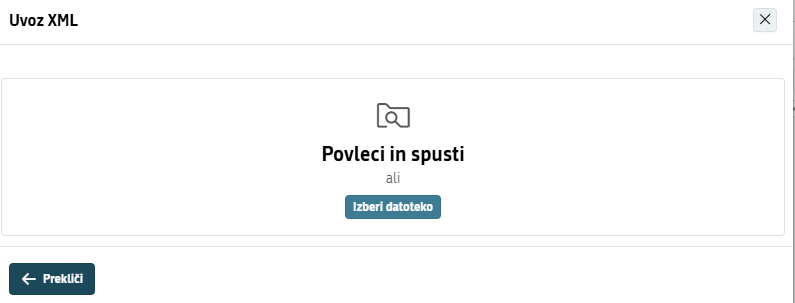 Uvoz XML
Povleci in spusti
ali
Izberi datoteko
Prekliči